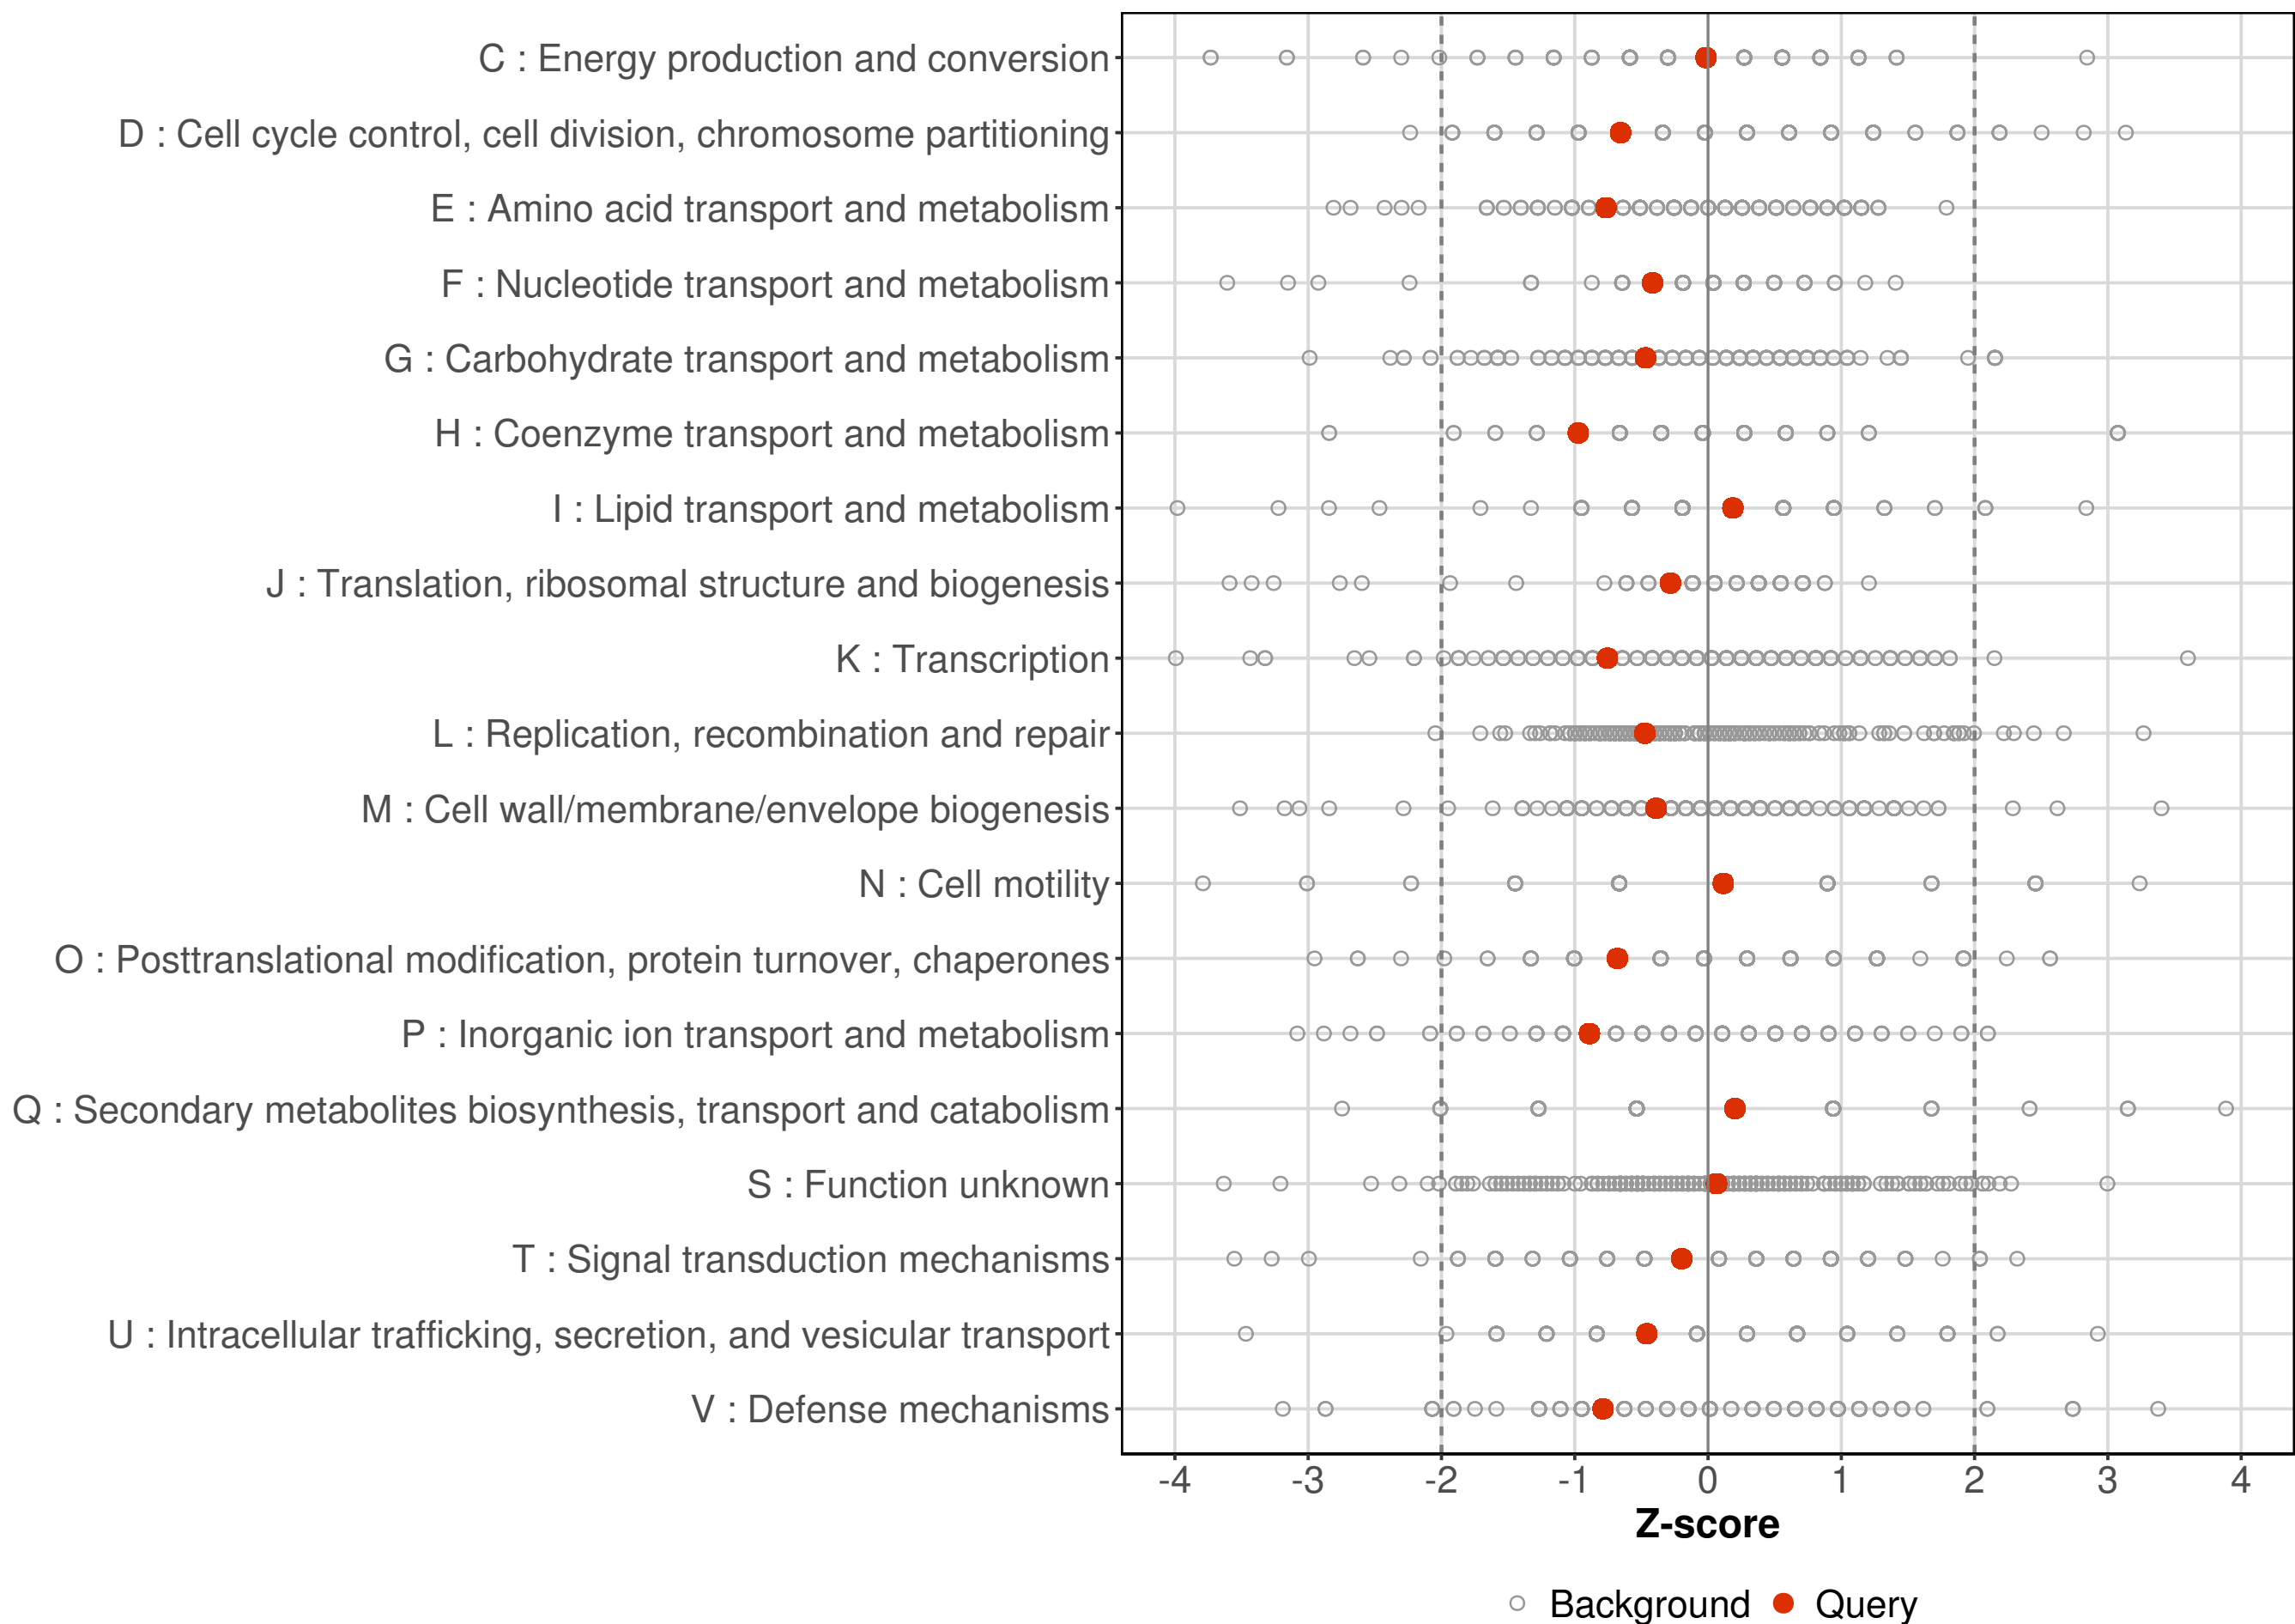 C : Energy production and conversion
D : Cell cycle control, cell division, chromosome partitioning
E : Amino acid transport and metabolism
F : Nucleotide transport and metabolism
G : Carbohydrate transport and metabolism
H : Coenzyme transport and metabolism
I : Lipid transport and metabolism
J : Translation, ribosomal structure and biogenesis
K : Transcription
L : Replication, recombination and repair
M : Cell wall/membrane/envelope biogenesis
N : Cell motility
O : Posttranslational modification, protein turnover, chaperones
P : Inorganic ion transport and metabolism
Q : Secondary metabolites biosynthesis, transport and catabolism
S : Function unknown
T : Signal transduction mechanisms
U : Intracellular trafficking, secretion, and vesicular transport
V : Defense mechanisms
-4 -3 -2 -1 0 1 2 3 4
Z-score
Background Query